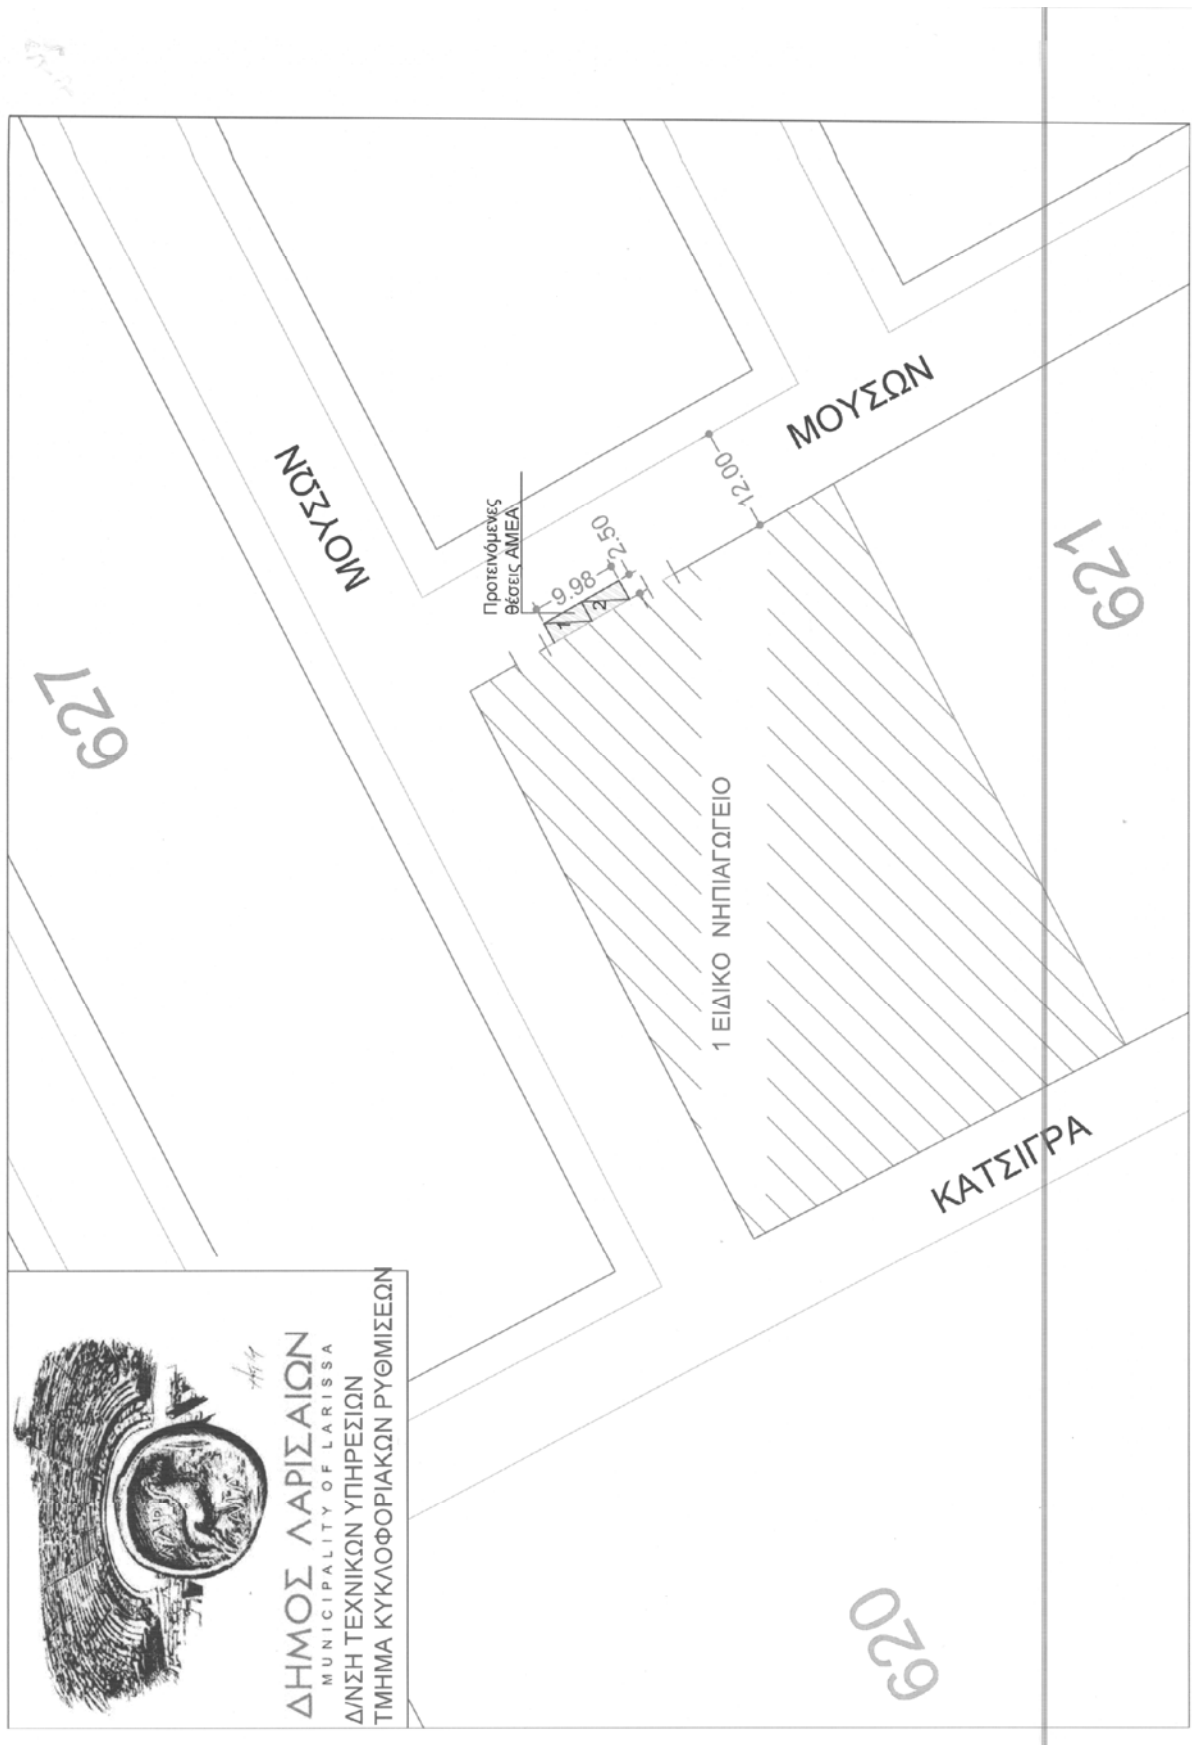 ΜΟΥΣΩΝ
ΜΟΥΣΩΝ
Προτεινόμενες
θέσεις ΑΜΕΑ
9.98
2.50
12.00
1
2
627
621
1 ΕΙΔΙΚΟ ΝΗΠΙΑΓΩΓΕΙΟ
ΚΑΤΣΙΓΡΑ
620
ΔΗΜΟΣ ΛΑΡΙΣΑΙΩΝ
MUNICIPALITY OF LARISSA
Δ/ΝΣΗ ΤΕΧΝΙΚΩΝ ΥΠΗΡΕΣΙΩΝ
ΤΜΗΜΑ ΚΥΚΛΟΦΟΡΙΑΚΩΝ ΡΥΘΜΙΣΕΩΝ